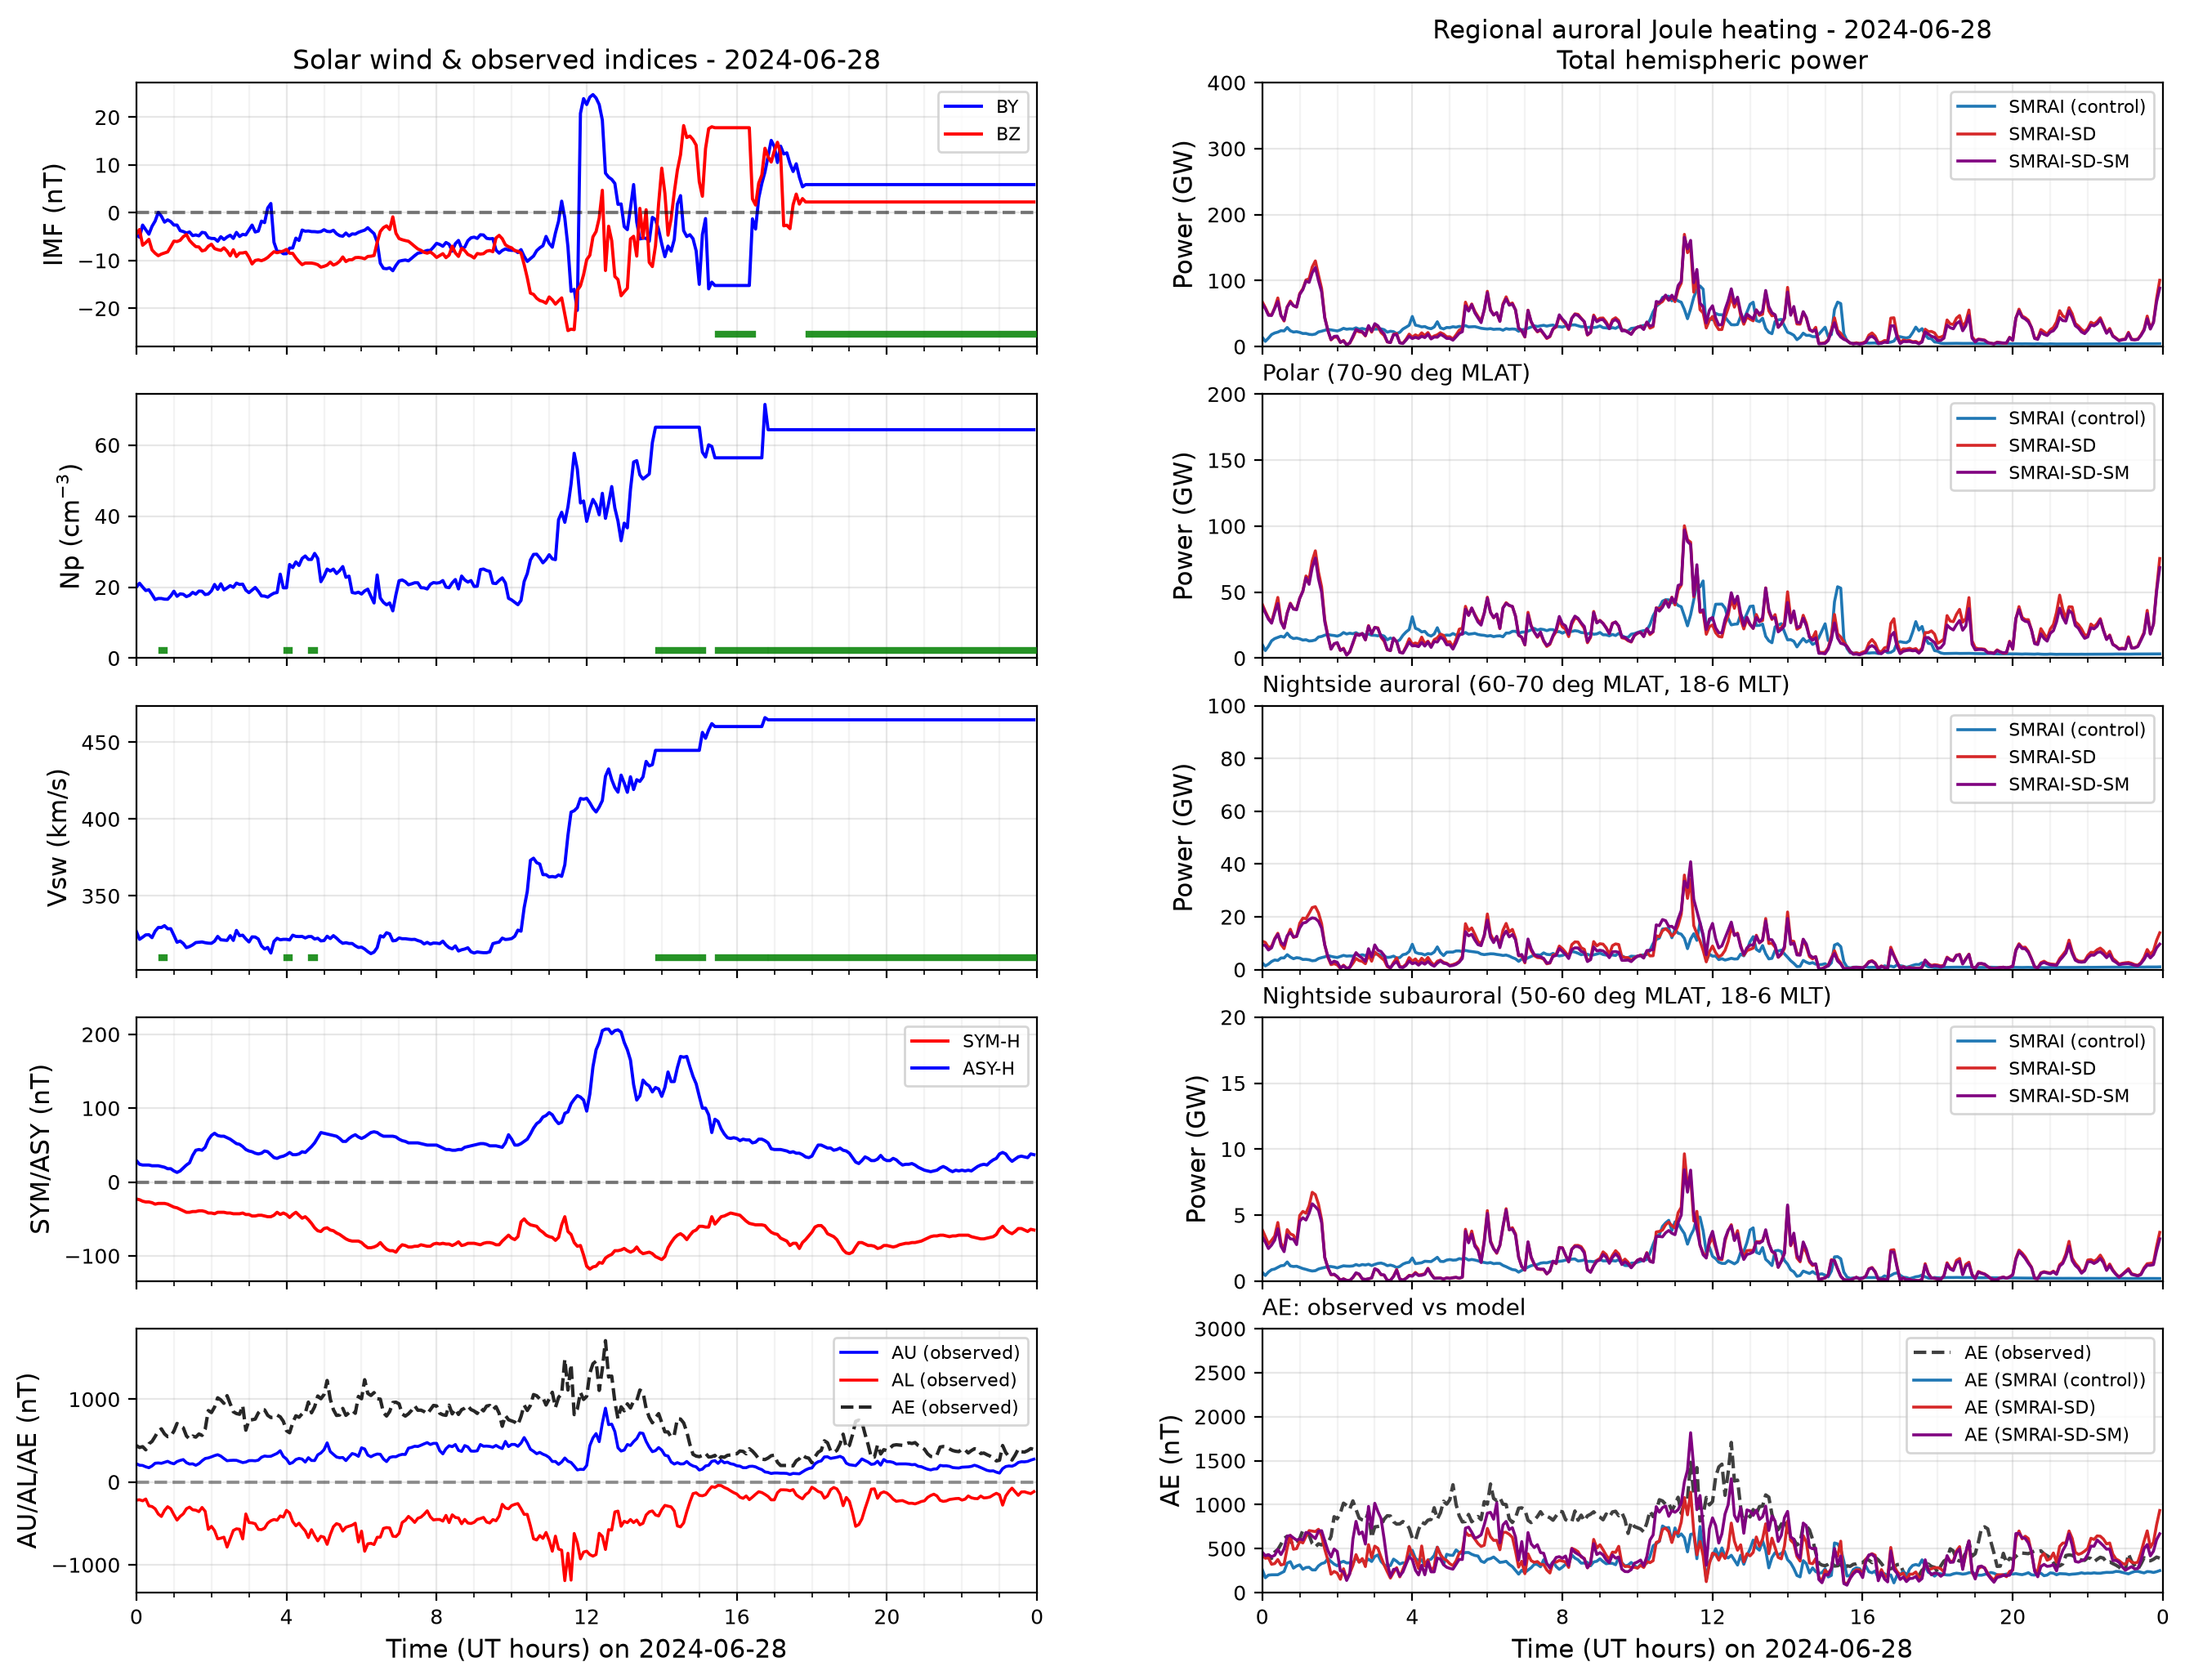 Solar wind & observed indices - 2024-06-28
IMF (nT)
20
10
0
−10
−20
BY
BZ
Np (cm⁻³)
60
40
20
0
Vsw (km/s)
450
400
350
SYM/ASY (nT)
200
100
0
−100
SYM-H
ASY-H
AU/AL/AE (nT)
1000
0
−1000
AU (observed)
AL (observed)
AE (observed)
0 4 8 12 16 20 0
Time (UT hours) on 2024-06-28
Regional auroral Joule heating - 2024-06-28
Total hemispheric power
Power (GW)
400
300
200
100
0
SMRAI (control)
SMRAI-SD
SMRAI-SD-SM
Polar (70-90 deg MLAT)
Power (GW)
200
150
100
50
0
SMRAI (control)
SMRAI-SD
SMRAI-SD-SM
Nightside auroral (60-70 deg MLAT, 18-6 MLT)
Power (GW)
100
80
60
40
20
0
SMRAI (control)
SMRAI-SD
SMRAI-SD-SM
Nightside subauroral (50-60 deg MLAT, 18-6 MLT)
Power (GW)
20
15
10
5
0
SMRAI (control)
SMRAI-SD
SMRAI-SD-SM
AE: observed vs model
AE (nT)
3000
2500
2000
1500
1000
500
0
AE (observed)
AE (SMRAI (control))
AE (SMRAI-SD)
AE (SMRAI-SD-SM)
0 4 8 12 16 20 0
Time (UT hours) on 2024-06-28